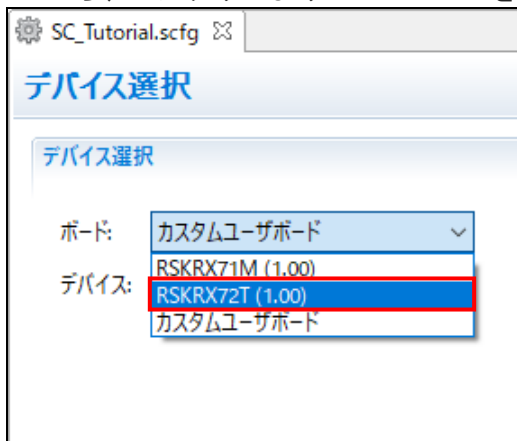 SC_Tutorial.scfg
デバイス選択
デバイス選択
ボード:
カスタムユーザボード
デバイス:
RSKRX71M (1.00)
RSKRX72T (1.00)
カスタムユーザボード